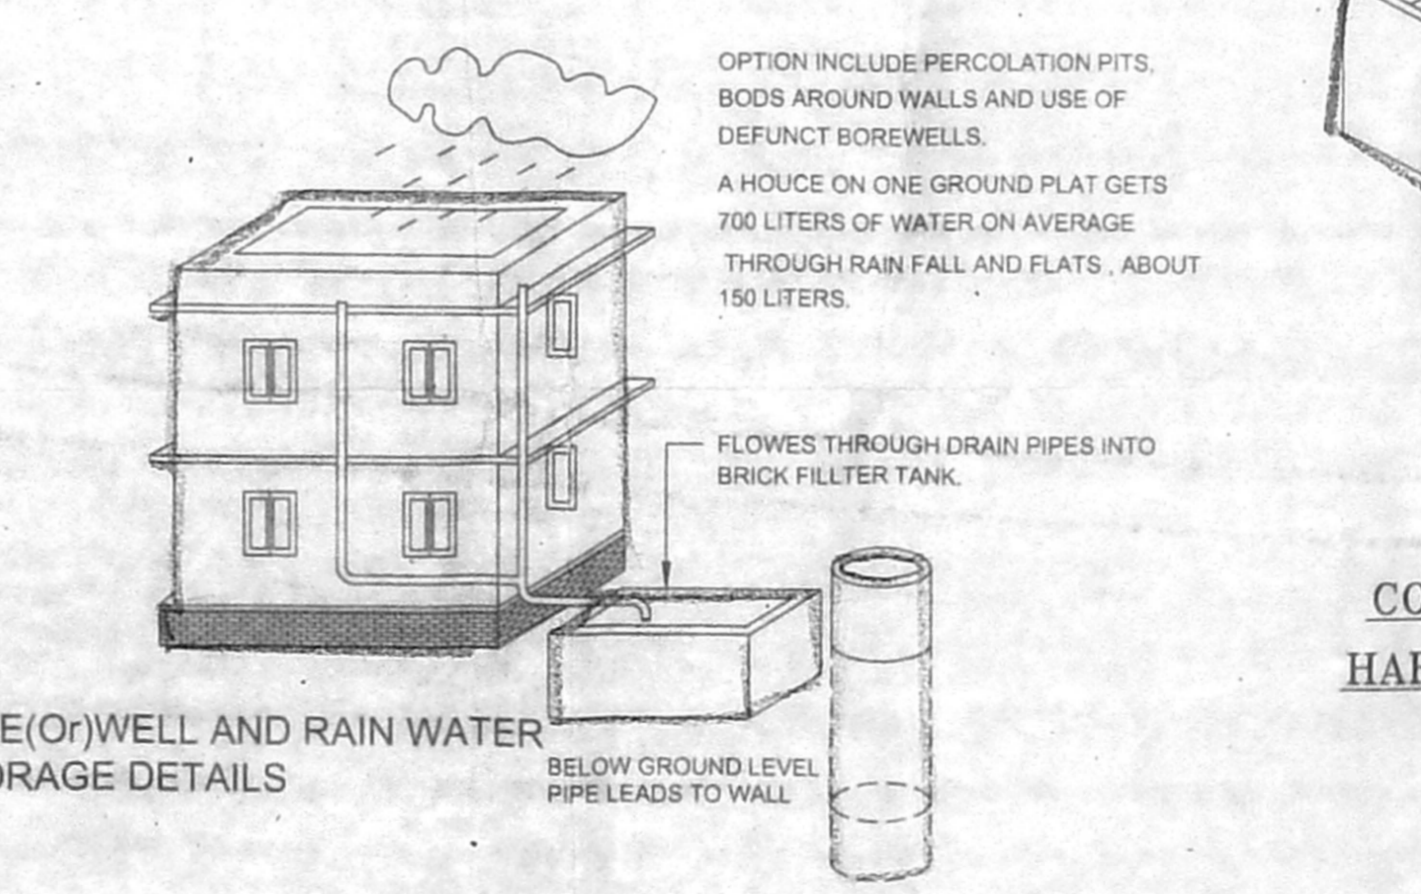 OPTION INCLUDE PERCOLATION PITS,
BODS AROUND WALLS AND USE OF
DEFUNCT BOREWELLS.
A HOUCE ON ONE GROUND PLAT GETS
700 LITERS OF WATER ON AVERAGE
THROUGH RAIN FALL AND FLATS . ABOUT
150 LITERS.
FLOWES THROUGH DRAIN PIPES INTO
BRICK FILLTER TANK.
E(Or)WELL AND RAIN WATER
ORAGE DETAILS
BELOW GROUND LEVEL
PIPE LEADS TO WALL
CO
HAR